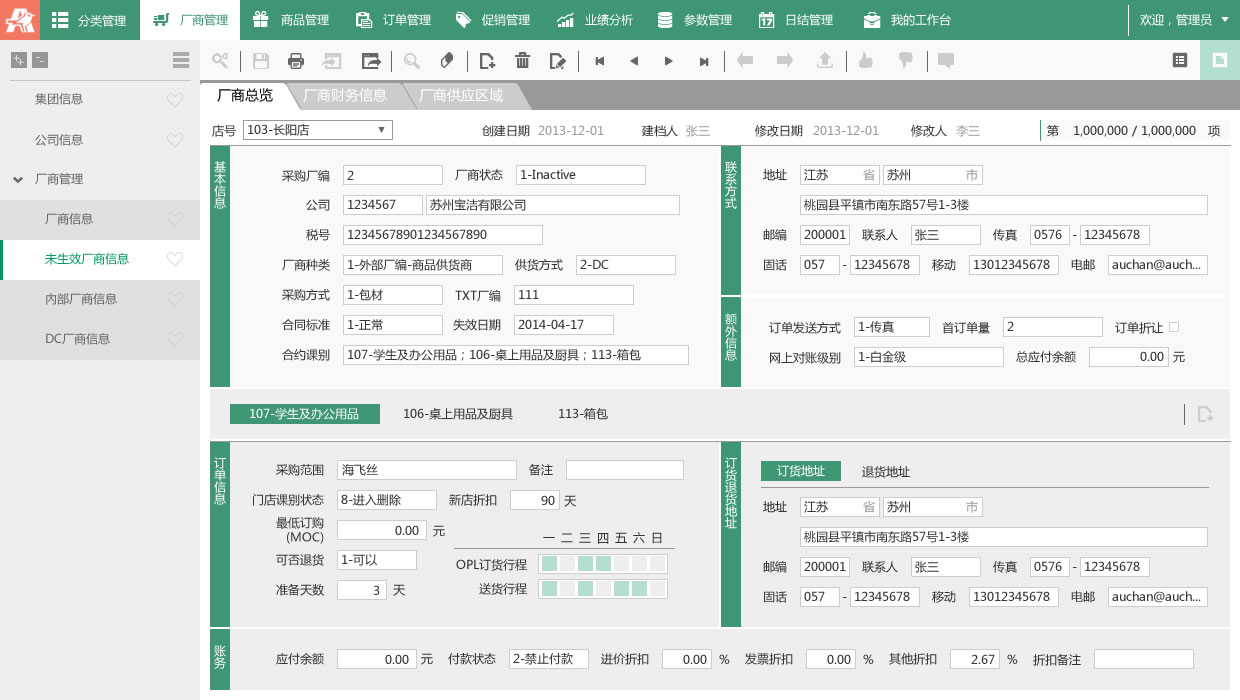 分类管理 厂商管理 商品管理 订单管理 促销管理 业绩分析 参数管理 日结管理 我的工作台 欢迎，管理员
集团信息
公司信息
厂商管理
厂商信息
未生效厂商信息
内部厂商信息
DC厂商信息
厂商总览 厂商财务信息 厂商供应区域
店号 103-长阳店 创建日期 2013-12-01 建档人 张三 修改日期 2013-12-01 修改人 李三 第 1,000,000 / 1,000,000 项
基本信息
采购厂编 2 厂商状态 1-Inactive
公司 1234567 苏州宝洁有限公司
税号 12345678901234567890
厂商种类 1-外部厂编-商品供货商 供货方式 2-DC
采购方式 1-包材 TXT厂编 111
合同标准 1-正常 失效日期 2014-04-17
合约课别 107-学生及办公用品；106-桌上用品及厨具；113-箱包
联系方式
地址 江苏 省 苏州 市
桃园县平镇市南东路57号1-3楼
邮编 200001 联系人 张三 传真 0576 - 12345678
固话 057 - 12345678 移动 13012345678 电邮 auchan@auch...
额外信息
订单发送方式 1-传真 首订单量 2 订单折让
网上对账级别 1-白金级 总应付余额 0.00 元
107-学生及办公用品 106-桌上用品及厨具 113-箱包
订单信息
采购范围 海飞丝 备注
门店课别状态 8-进入删除 新店折扣 90 天
最低订购
(MOC) 0.00 元
可否退货 1-可以
准备天数 3 天
一 二 三 四 五 六 日
OPL订货行程
送货行程
订货退货地址
订货地址 退货地址
地址 江苏 省 苏州 市
桃园县平镇市南东路57号1-3楼
邮编 200001 联系人 张三 传真 0576 - 12345678
固话 057 - 12345678 移动 13012345678 电邮 auchan@auch...
账务
应付余额 0.00 元 付款状态 2-禁止付款 进价折扣 0.00 % 发票折扣 0.00 % 其他折扣 2.67 % 折扣备注